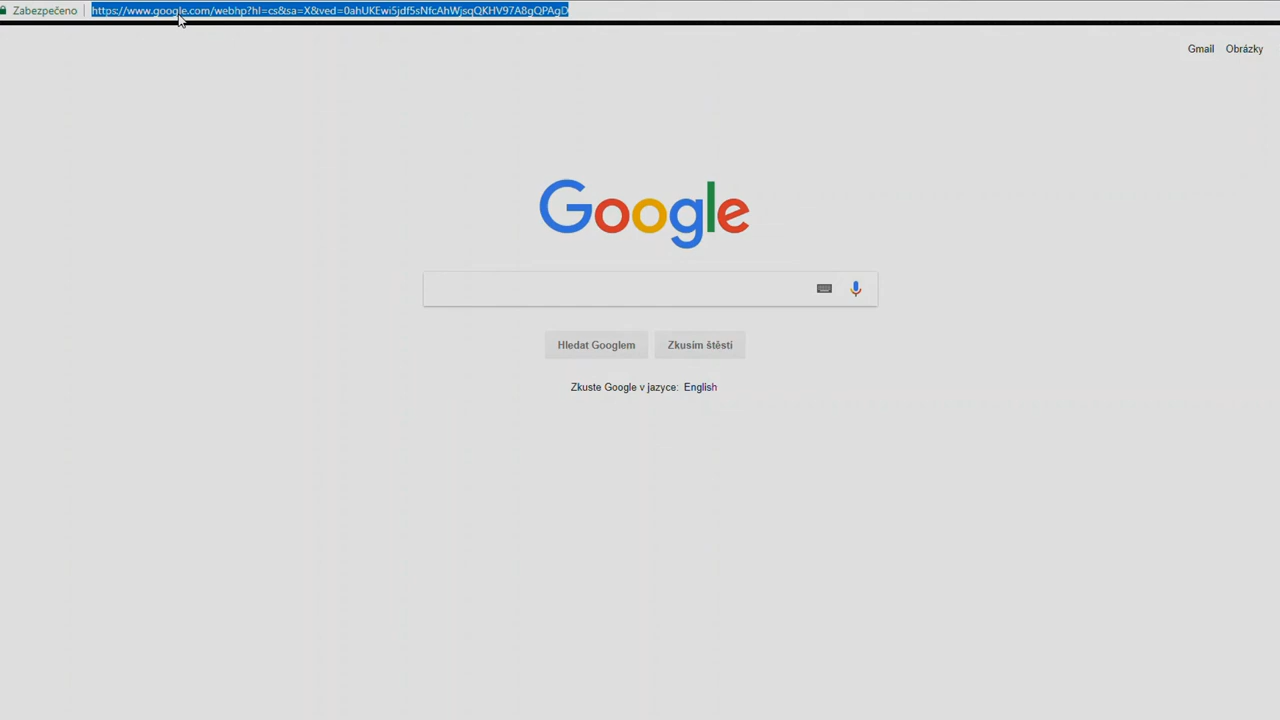 Zabezpečeno
https://www.google.com/webhp?hl=cs&sa=X&ved=0ahUKEwi5jdf5sNfcAhWjsqQKHV97A8gQPAgD
Gmail Obrázky
Google
Hledat Googlem Zkusím štěstí
Zkuste Google v jazyce: English